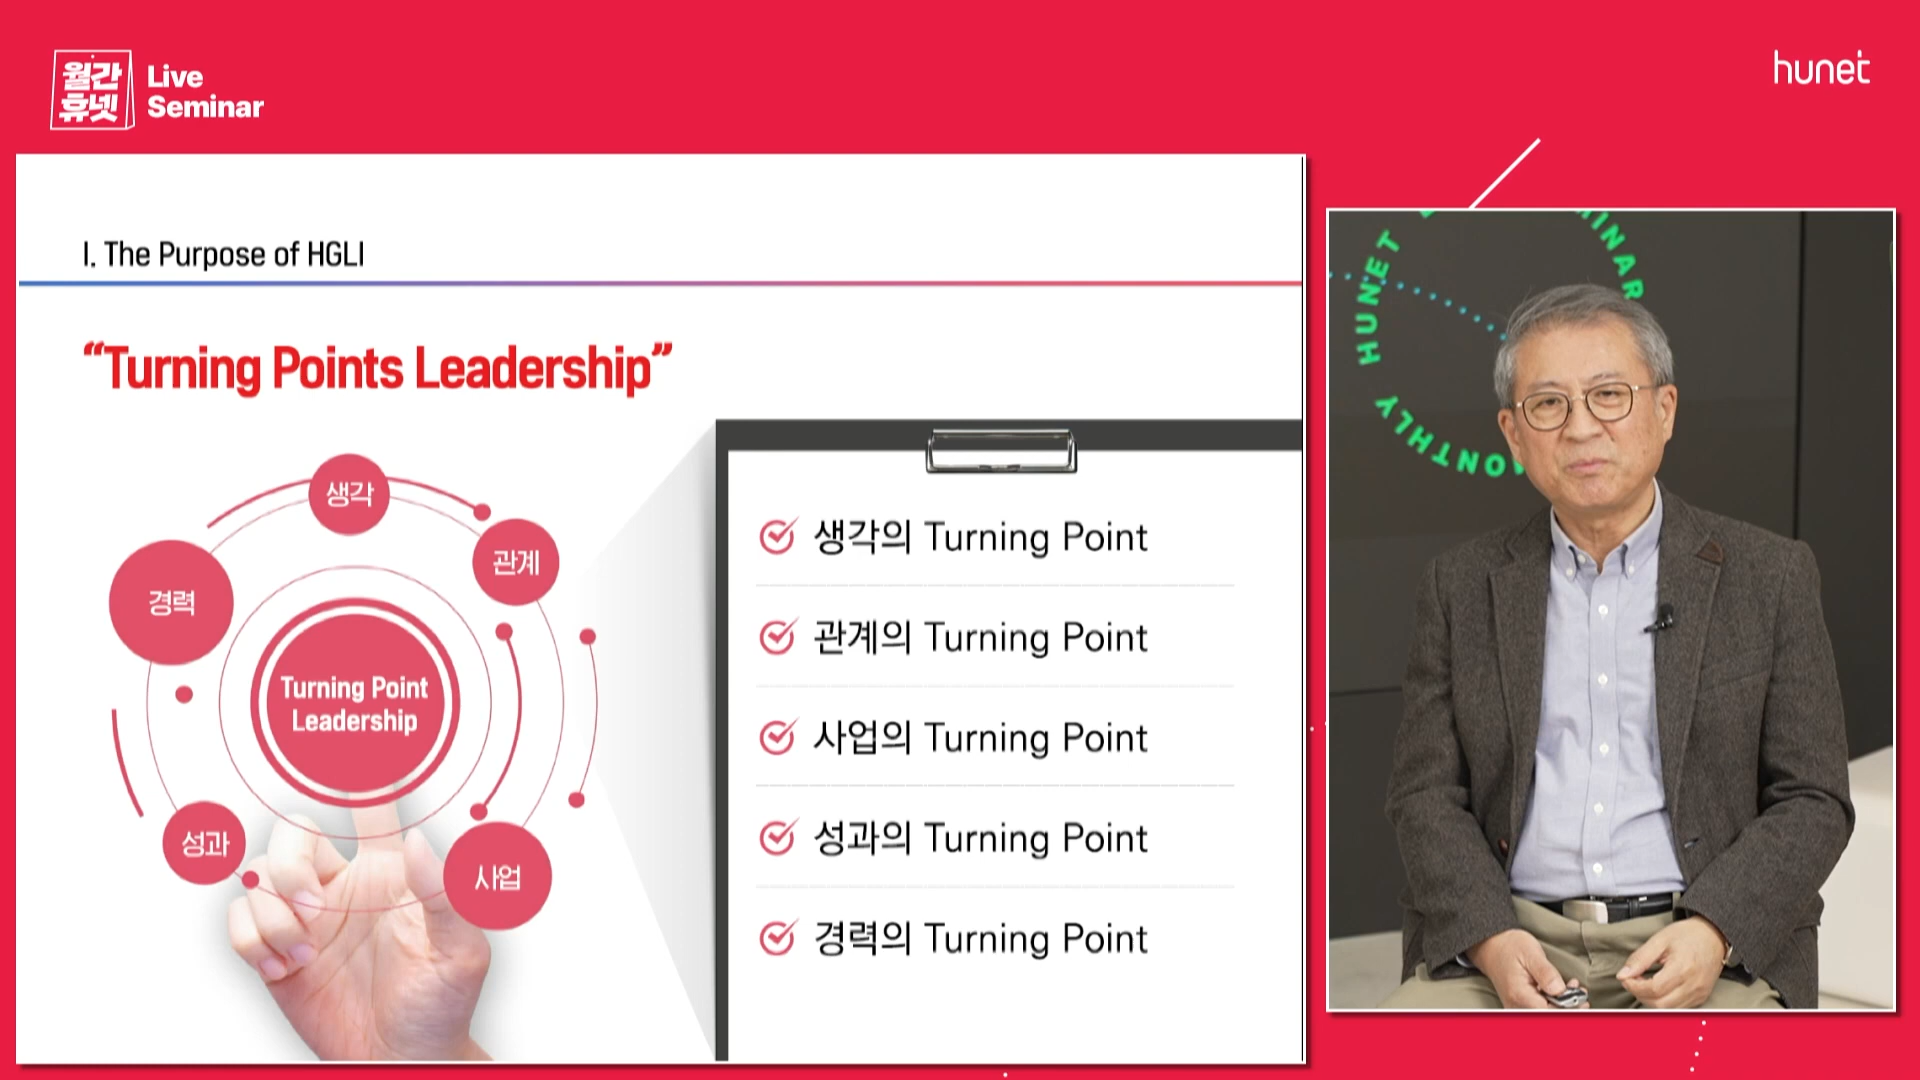 월간
휴넷
Live
Seminar
hunet
I. The Purpose of HGLI
“Turning Points Leadership”
생각
관계
경력
Turning Point
Leadership
성과
사업
생각의 Turning Point
관계의 Turning Point
사업의 Turning Point
성과의 Turning Point
경력의 Turning Point
MONTHLY HUNET